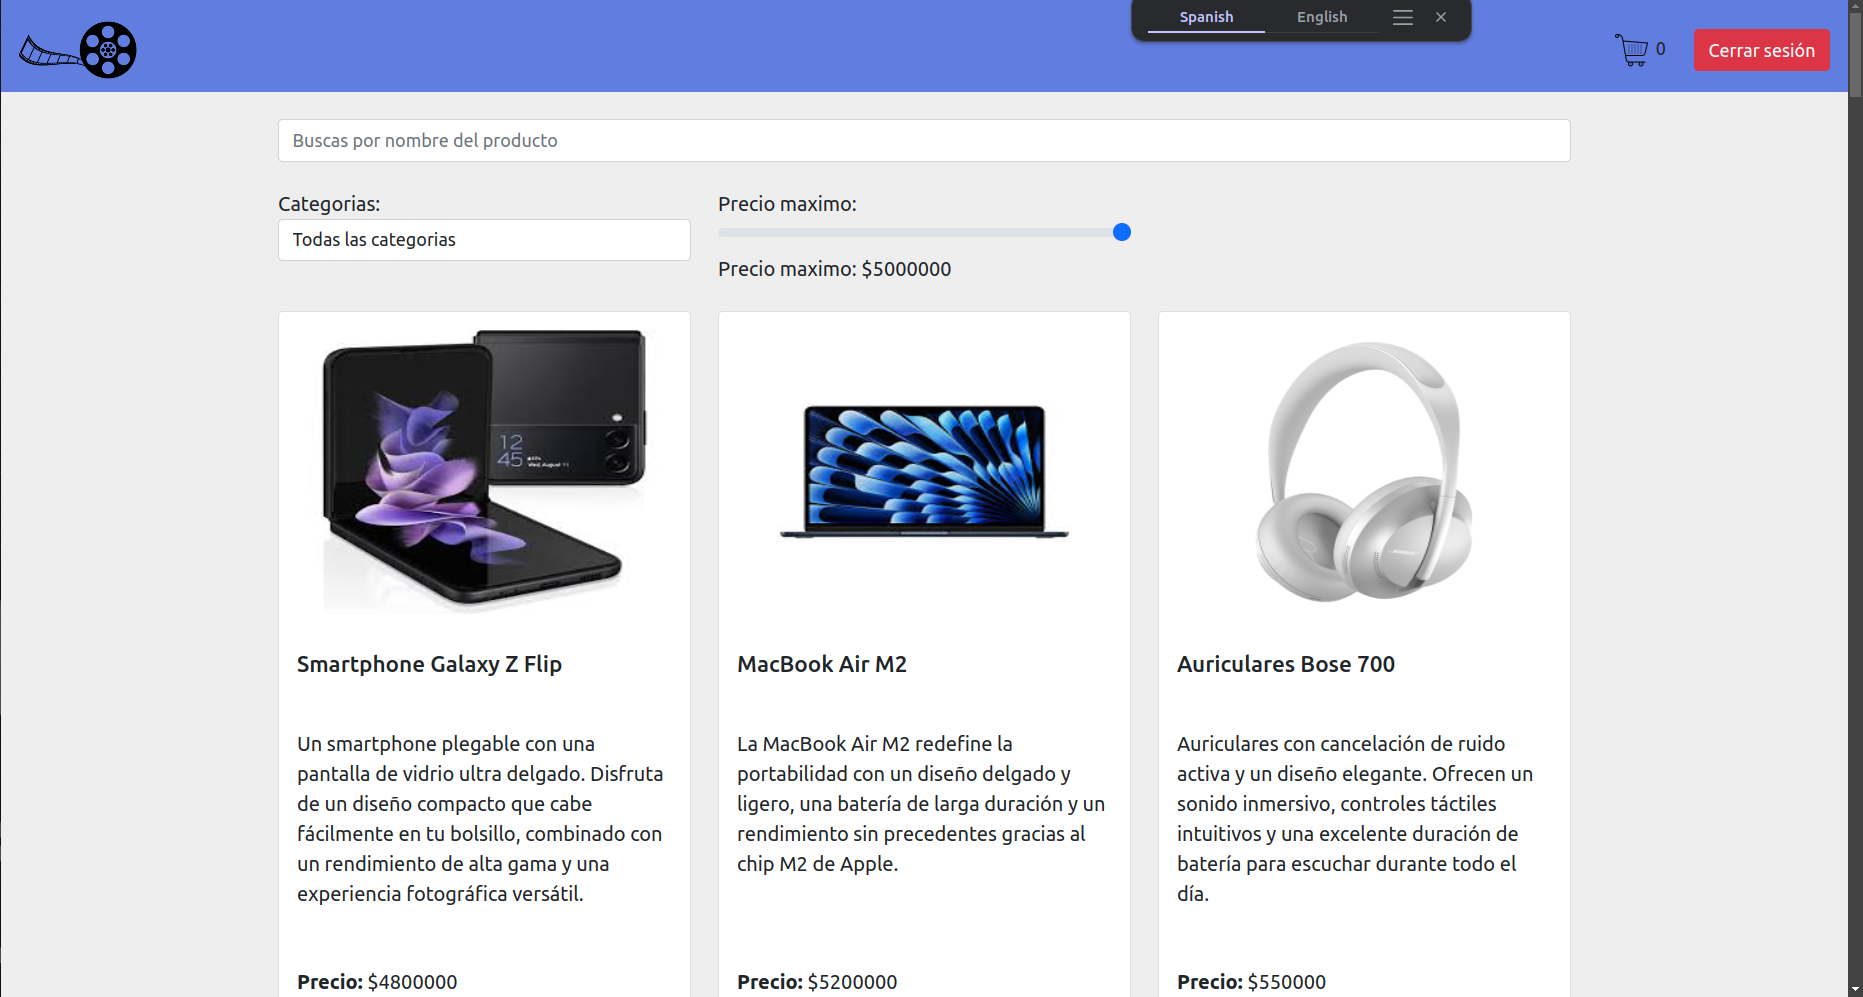 Spanish
English
0
Cerrar sesión
Buscas por nombre del producto
Categorias:
Todas las categorias
Precio maximo:
Precio maximo: $5000000
12
45
Wed, August 11
Smartphone Galaxy Z Flip
Un smartphone plegable con una
pantalla de vidrio ultra delgado. Disfruta
de un diseño compacto que cabe
fácilmente en tu bolsillo, combinado con
un rendimiento de alta gama y una
experiencia fotográfica versátil.
Precio: $4800000
MacBook Air M2
La MacBook Air M2 redefine la
portabilidad con un diseño delgado y
ligero, una batería de larga duración y un
rendimiento sin precedentes gracias al
chip M2 de Apple.
Precio: $5200000
Auriculares Bose 700
Auriculares con cancelación de ruido
activa y un diseño elegante. Ofrecen un
sonido inmersivo, controles táctiles
intuitivos y una excelente duración de
batería para escuchar durante todo el
día.
Precio: $550000